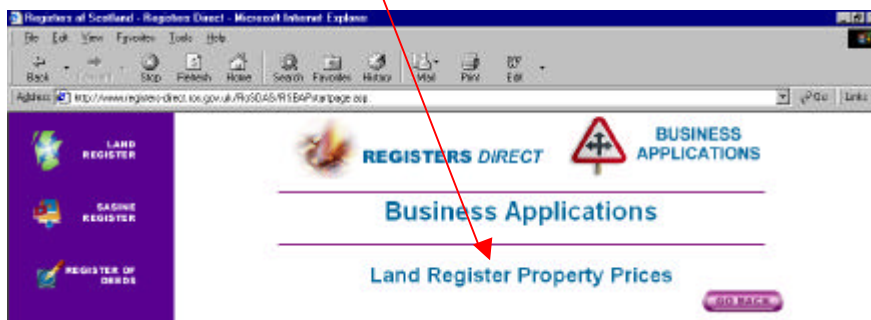 Registers of Scotland - Registers Direct - Microsoft Internet Explorer
File Edit View Favorites Tools Help
Back Stop Refresh Home Search Favorites History Mail Print Edit
Address Go Links
LAND
REGISTER
REGISTERS DIRECT
BUSINESS
APPLICATIONS
SASINE
REGISTER
Business Applications
REGISTER OF
DEEDS
Land Register Property Prices
GO BACK